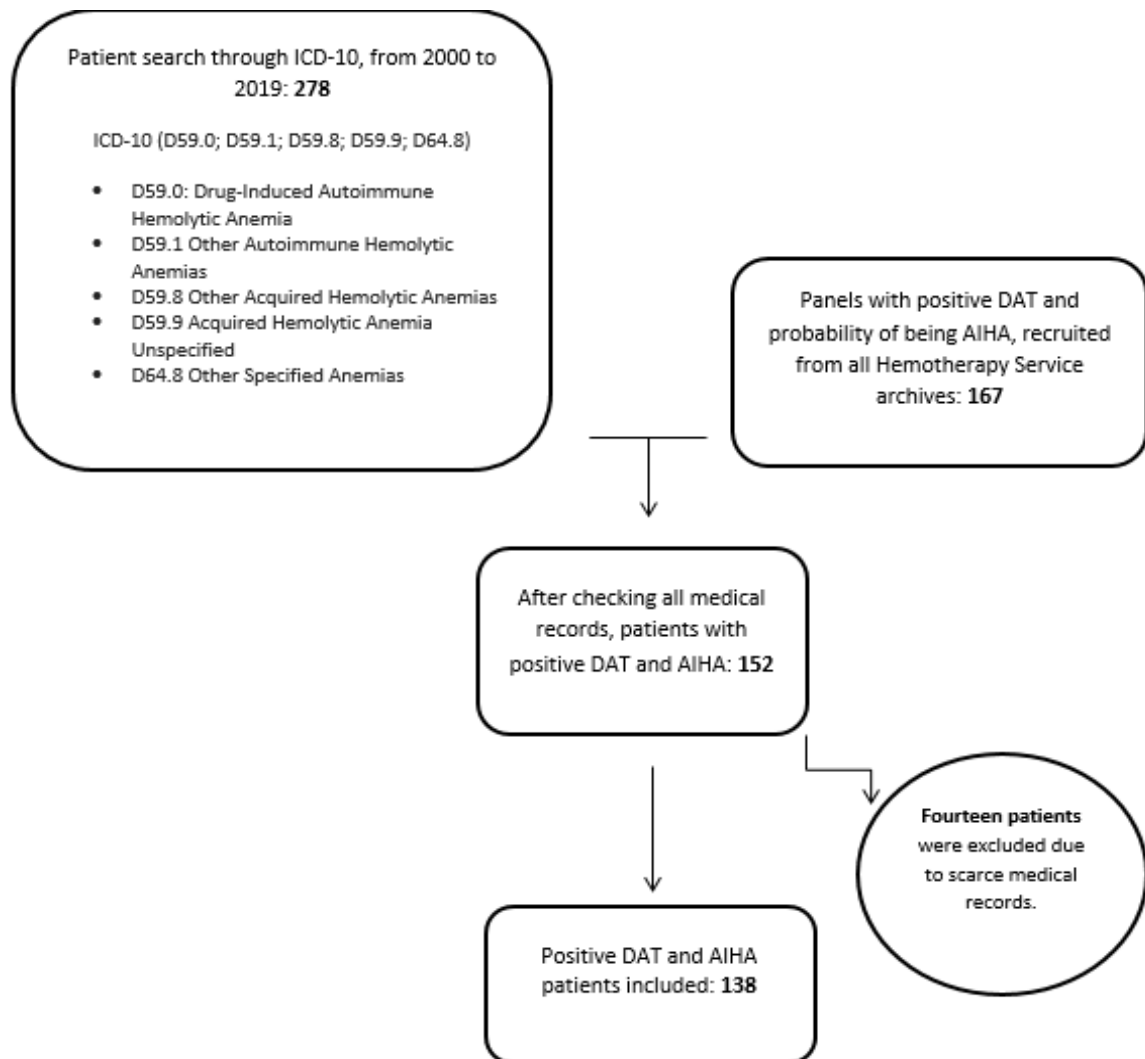 Patient search through ICD-10, from 2000 to
2019: 278
ICD-10 (D59.0; D59.1; D59.8; D59.9; D64.8)
• D59.0: Drug-Induced Autoimmune
Hemolytic Anemia
• D59.1 Other Autoimmune Hemolytic
Anemias
• D59.8 Other Acquired Hemolytic Anemias
• D59.9 Acquired Hemolytic Anemia
Unspecified
• D64.8 Other Specified Anemias
Panels with positive DAT and
probability of being AIHA, recruited
from all Hemotherapy Service
archives: 167
After checking all medical
records, patients with
positive DAT and AIHA: 152
Fourteen patients
were excluded due
to scarce medical
records.
Positive DAT and AIHA
patients included: 138